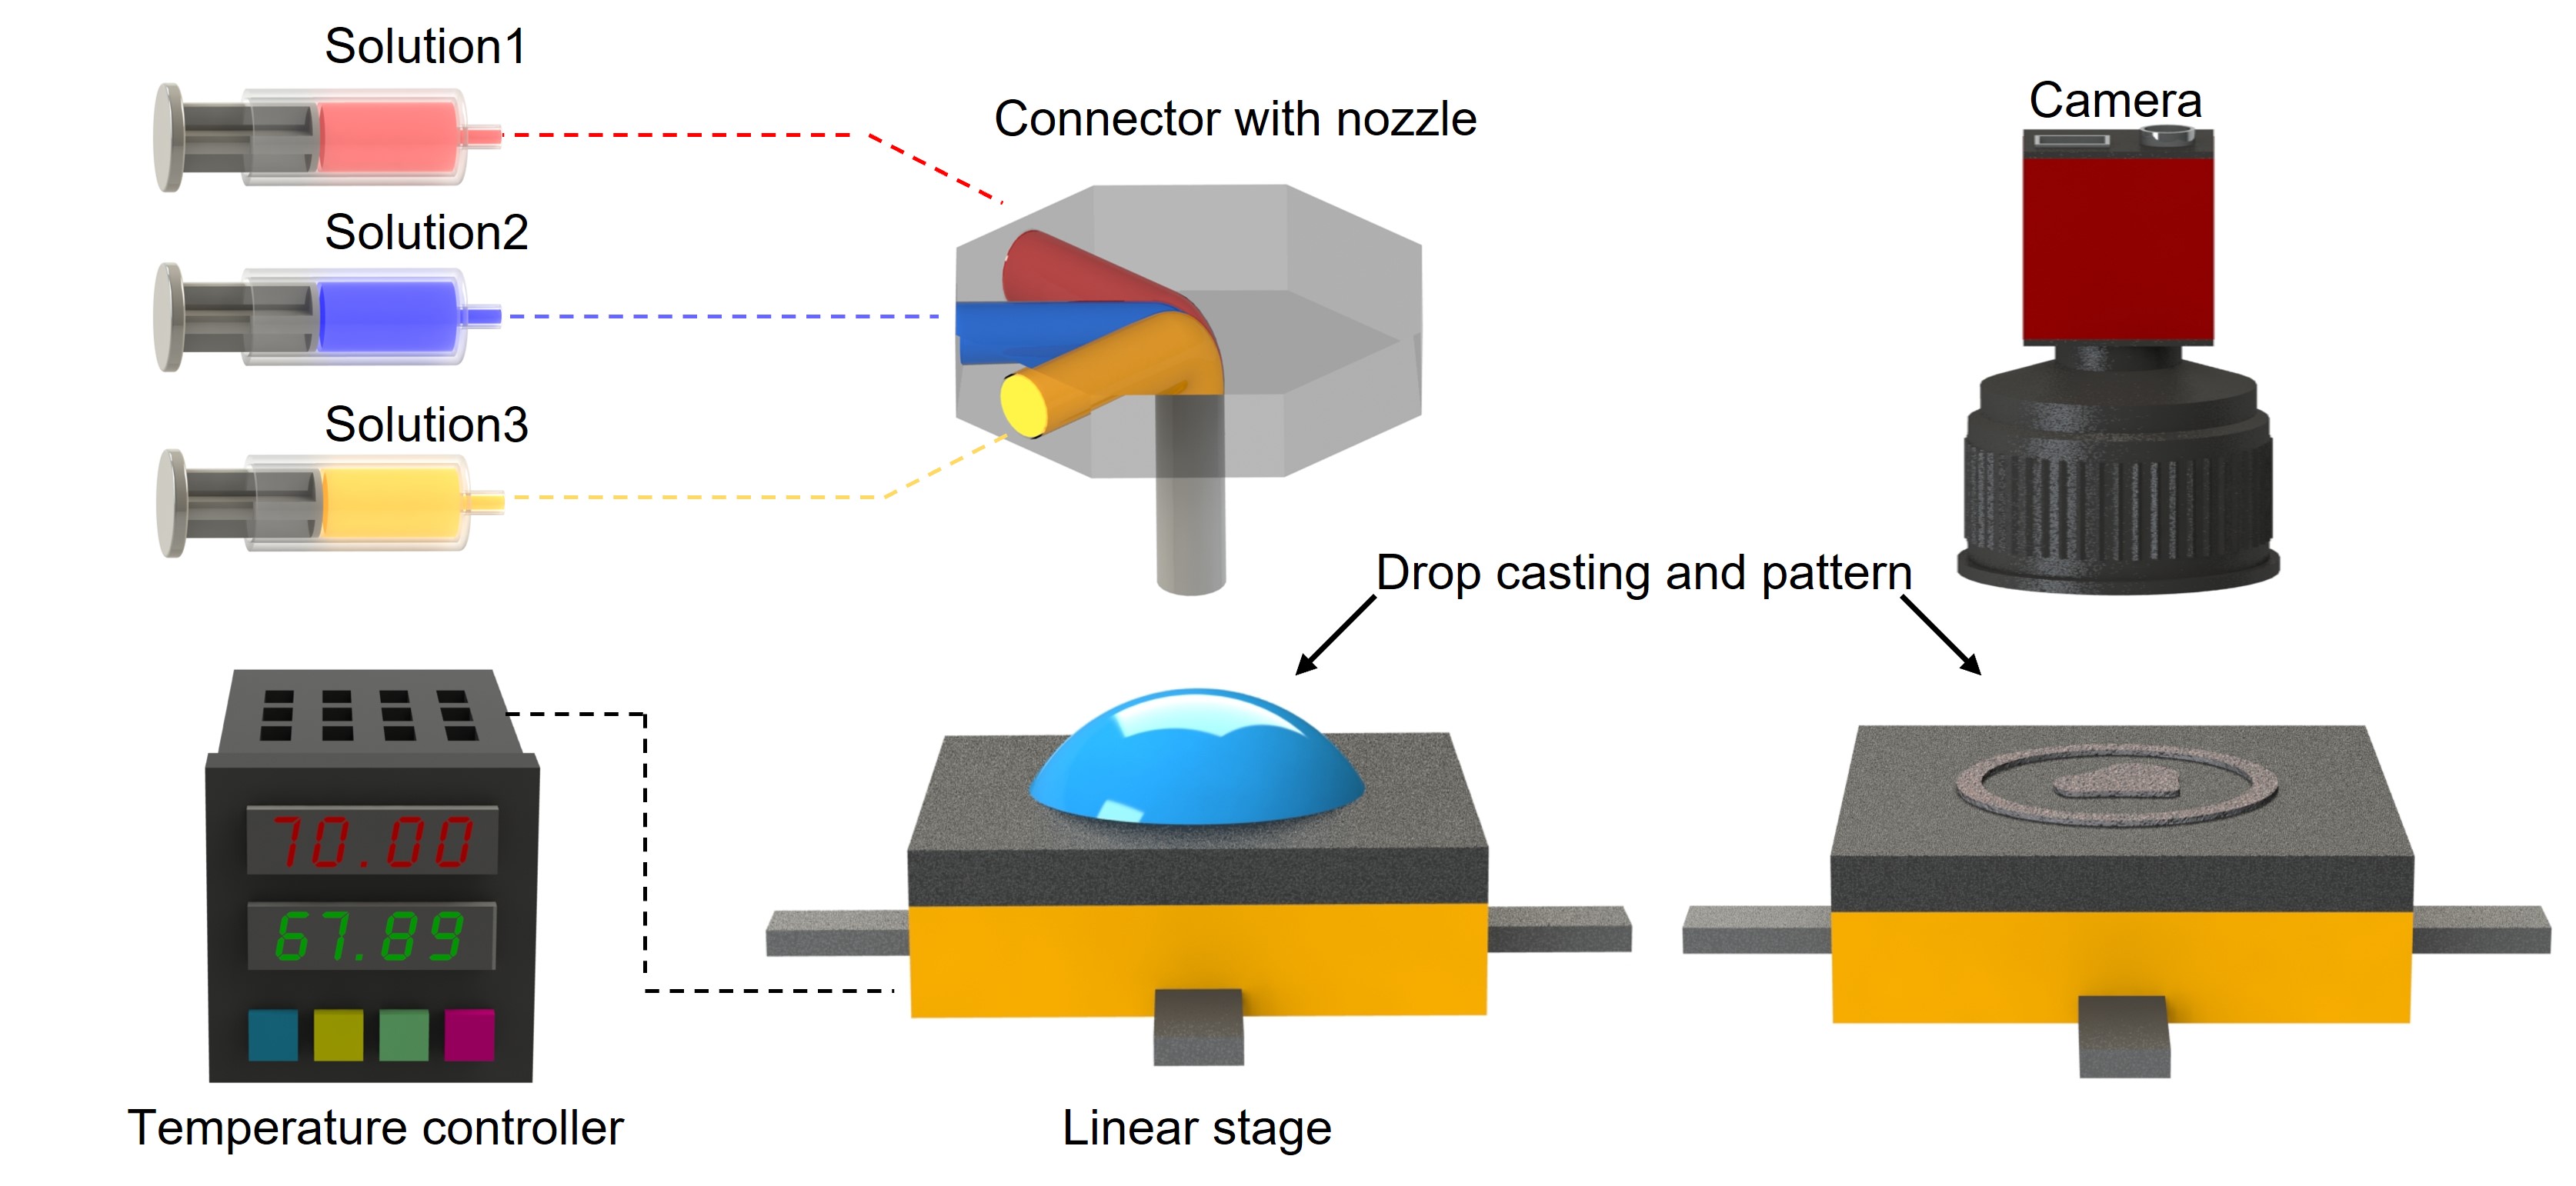 Solution1
Connector with nozzle
Camera
Solution2
Solution3
Drop casting and pattern
70.00
67.89
Temperature controller
Linear stage